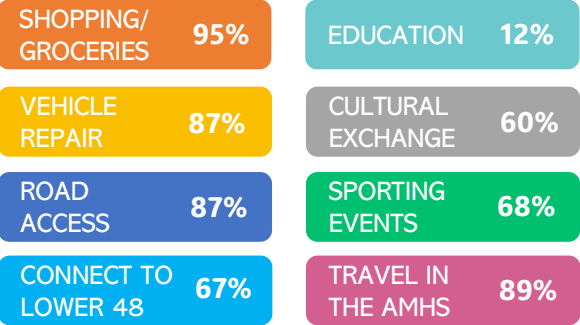 SHOPPING/
GROCERIES
95%
EDUCATION 12%
VEHICLE
REPAIR
87%
CULTURAL
EXCHANGE
60%
ROAD
ACCESS
87%
SPORTING
EVENTS
68%
CONNECT TO
LOWER 48
67%
TRAVEL IN
THE AMHS
89%